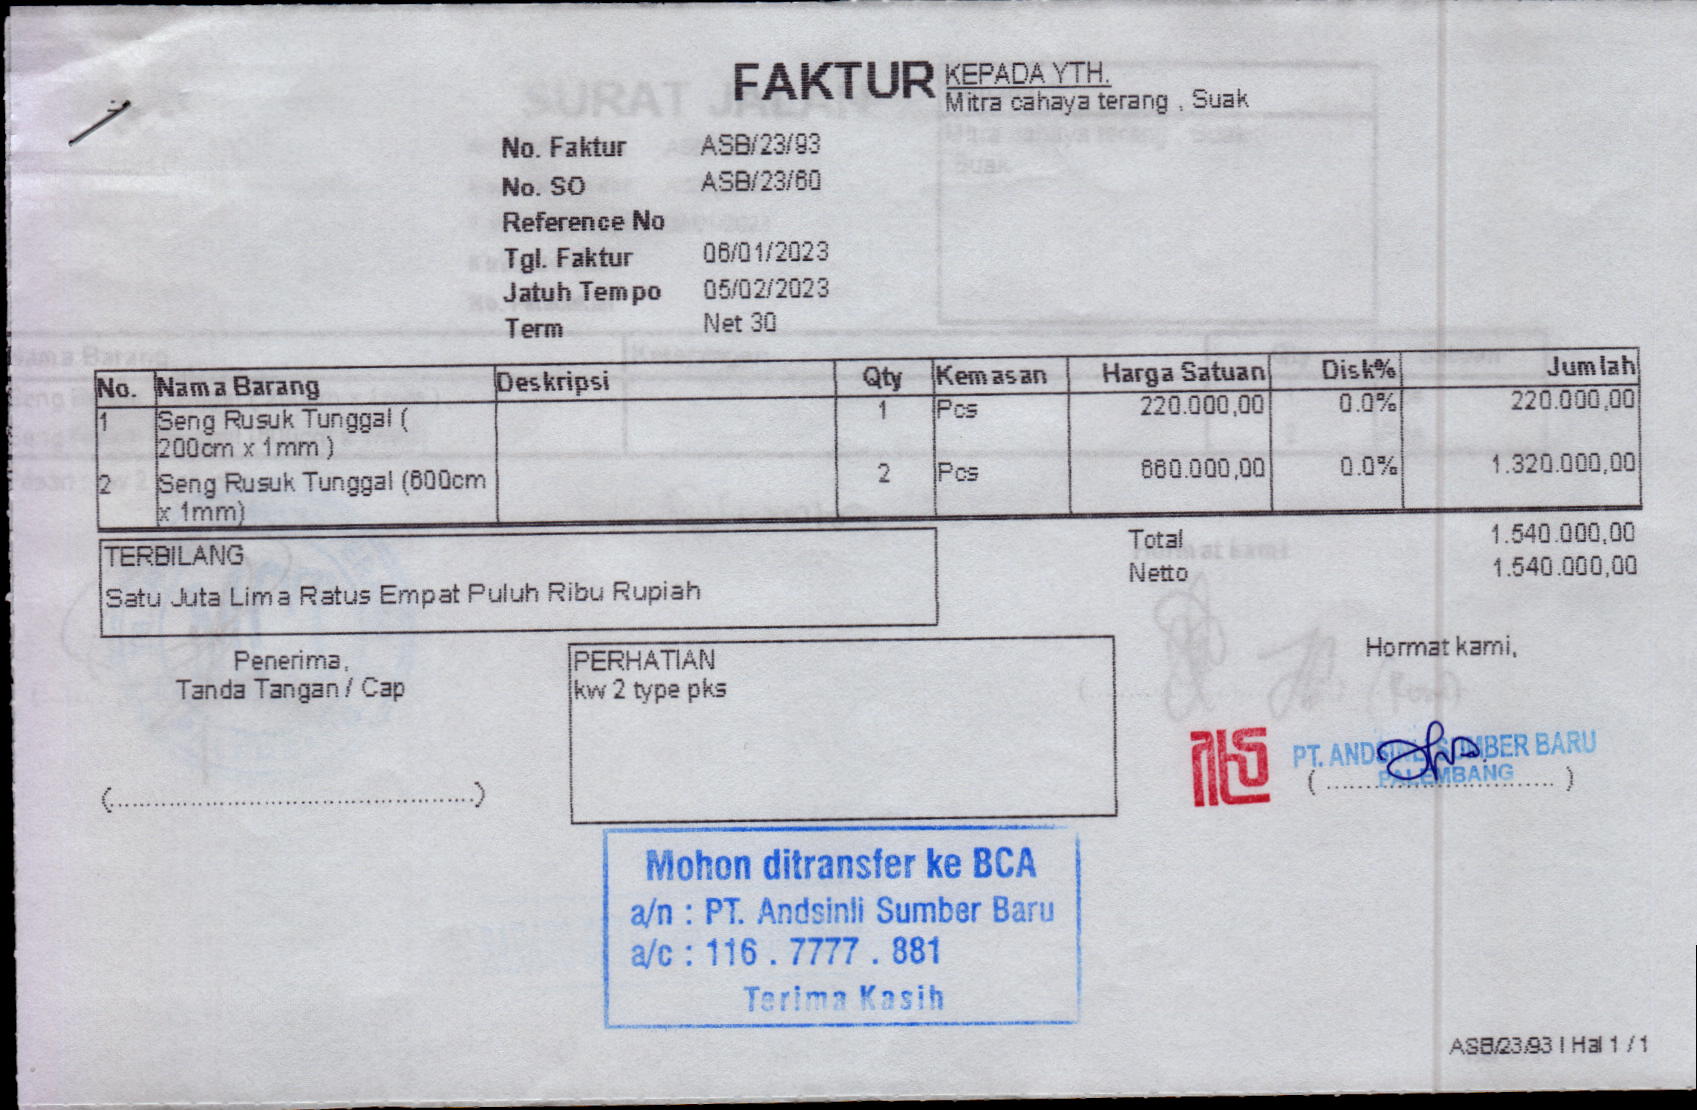 FAKTUR
KEPADA YTH.
Mitra cahaya terang , Suak
No. Faktur ASB/23/93
No. SO ASB/23/60
Reference No
Tgl. Faktur 06/01/2023
Jatuh Tempo 05/02/2023
Term Net 30
No. Nama Barang Deskripsi Qty Kemasan Harga Satuan Disk% Jumlah
1 Seng Rusuk Tunggal ( 1 Pcs 220.000,00 0.0% 220.000,00
200cm x 1mm )
2 Seng Rusuk Tunggal (600cm 2 Pcs 660.000,00 0.0% 1.320.000,00
x 1mm)
Total 1.540.000,00
Netto 1.540.000,00
TERBILANG
Satu Juta Lima Ratus Empat Puluh Ribu Rupiah
Penerima,
Tanda Tangan / Cap
(................................................)
PERHATIAN
kw 2 type pks
Hormat kami,
PT. ANDSINLI SUMBER BARU
PALEMBANG
(..............................)
Mohon ditransfer ke BCA
a/n : PT. Andsinli Sumber Baru
a/c : 116 . 7777 . 881
Terima Kasih
ASB/23/93 | Hal 1 / 1